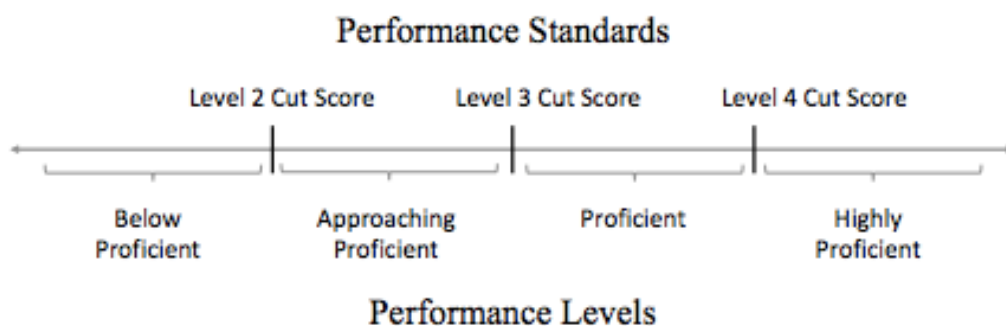 Performance Standards
Level 2 Cut Score
Level 3 Cut Score
Level 4 Cut Score
Below
Proficient
Approaching
Proficient
Proficient
Highly
Proficient
Performance Levels